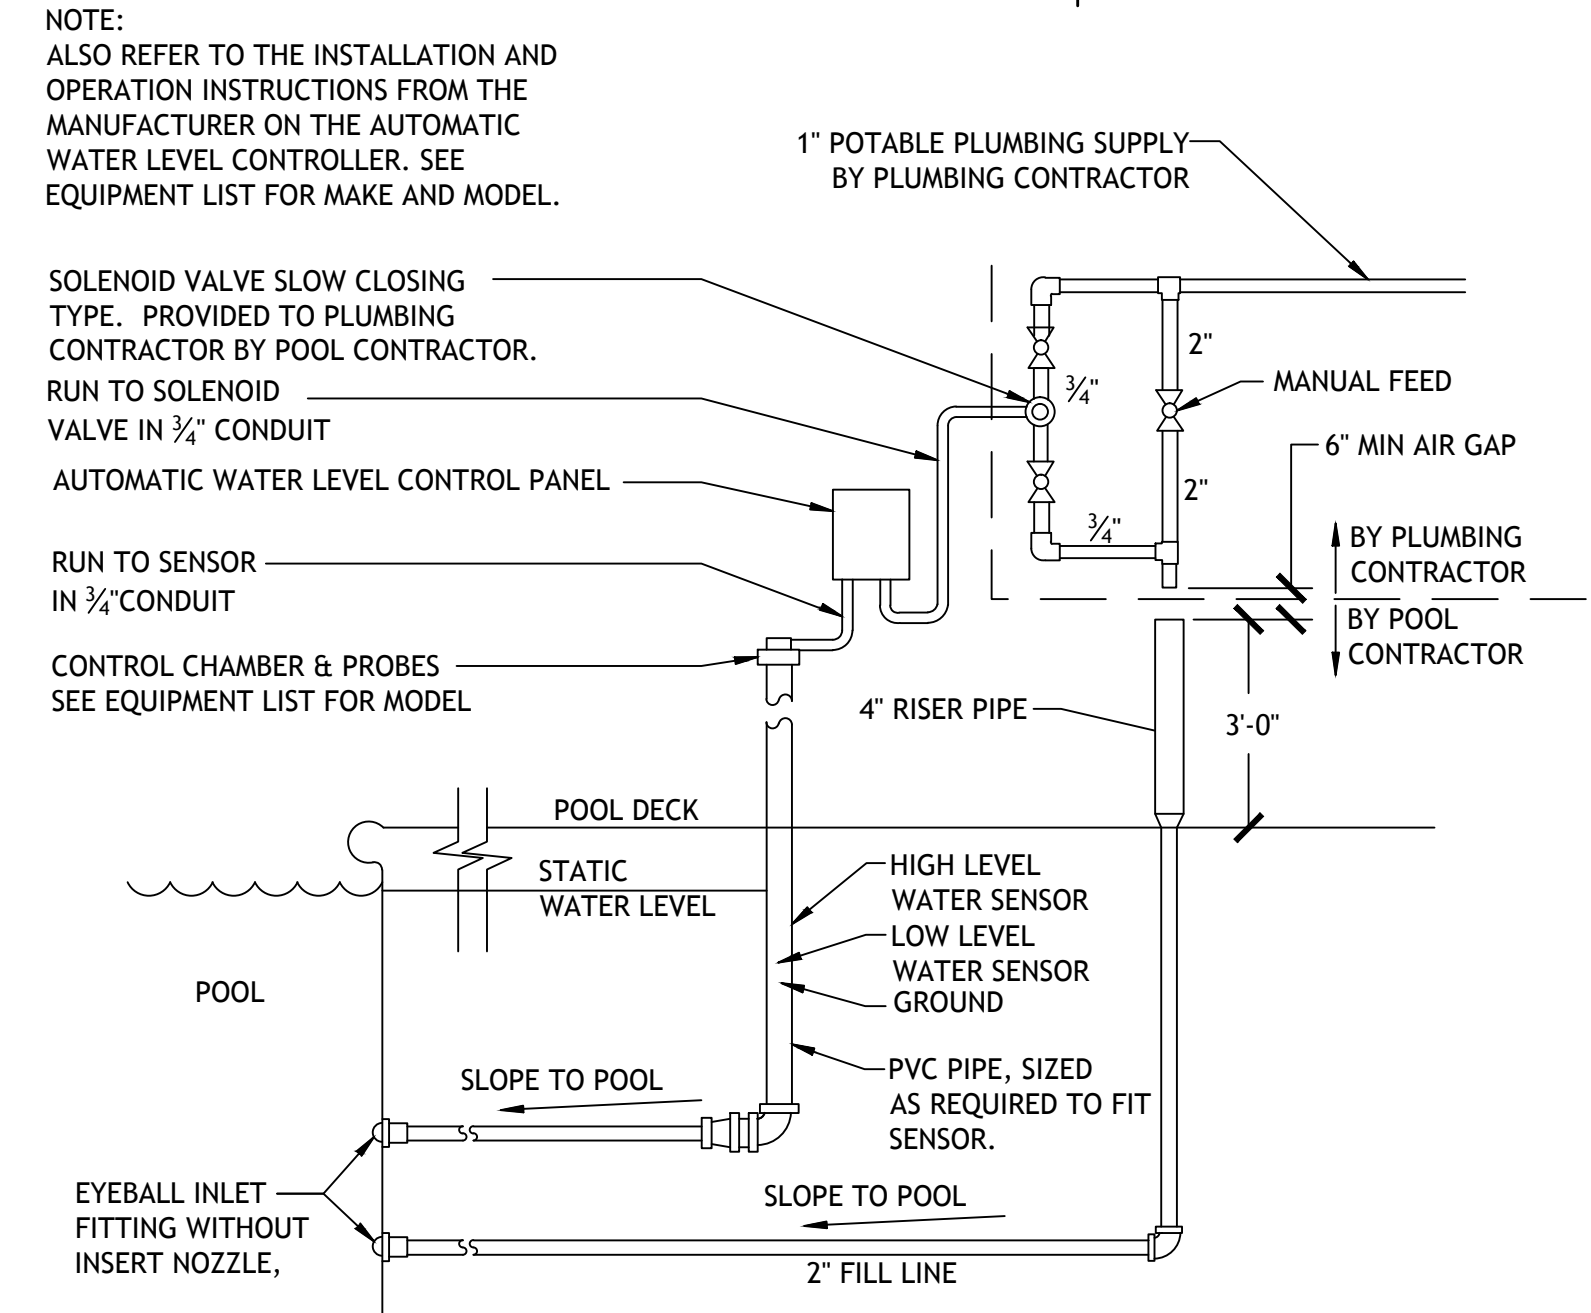 NOTE:
ALSO REFER TO THE INSTALLATION AND
OPERATION INSTRUCTIONS FROM THE
MANUFACTURER ON THE AUTOMATIC
WATER LEVEL CONTROLLER. SEE
EQUIPMENT LIST FOR MAKE AND MODEL.
1" POTABLE PLUMBING SUPPLY
BY PLUMBING CONTRACTOR
SOLENOID VALVE SLOW CLOSING
TYPE. PROVIDED TO PLUMBING
CONTRACTOR BY POOL CONTRACTOR.
RUN TO SOLENOID
VALVE IN ¾" CONDUIT
AUTOMATIC WATER LEVEL CONTROL PANEL
RUN TO SENSOR
IN ¾"CONDUIT
CONTROL CHAMBER & PROBES
SEE EQUIPMENT LIST FOR MODEL
2"
¾"
MANUAL FEED
6" MIN AIR GAP
2"
¾"
BY PLUMBING
CONTRACTOR
BY POOL
CONTRACTOR
4" RISER PIPE
3'-0"
POOL DECK
STATIC
WATER LEVEL
HIGH LEVEL
WATER SENSOR
LOW LEVEL
WATER SENSOR
GROUND
POOL
PVC PIPE, SIZED
AS REQUIRED TO FIT
SENSOR.
SLOPE TO POOL
EYEBALL INLET
FITTING WITHOUT
INSERT NOZZLE,
SLOPE TO POOL
2" FILL LINE